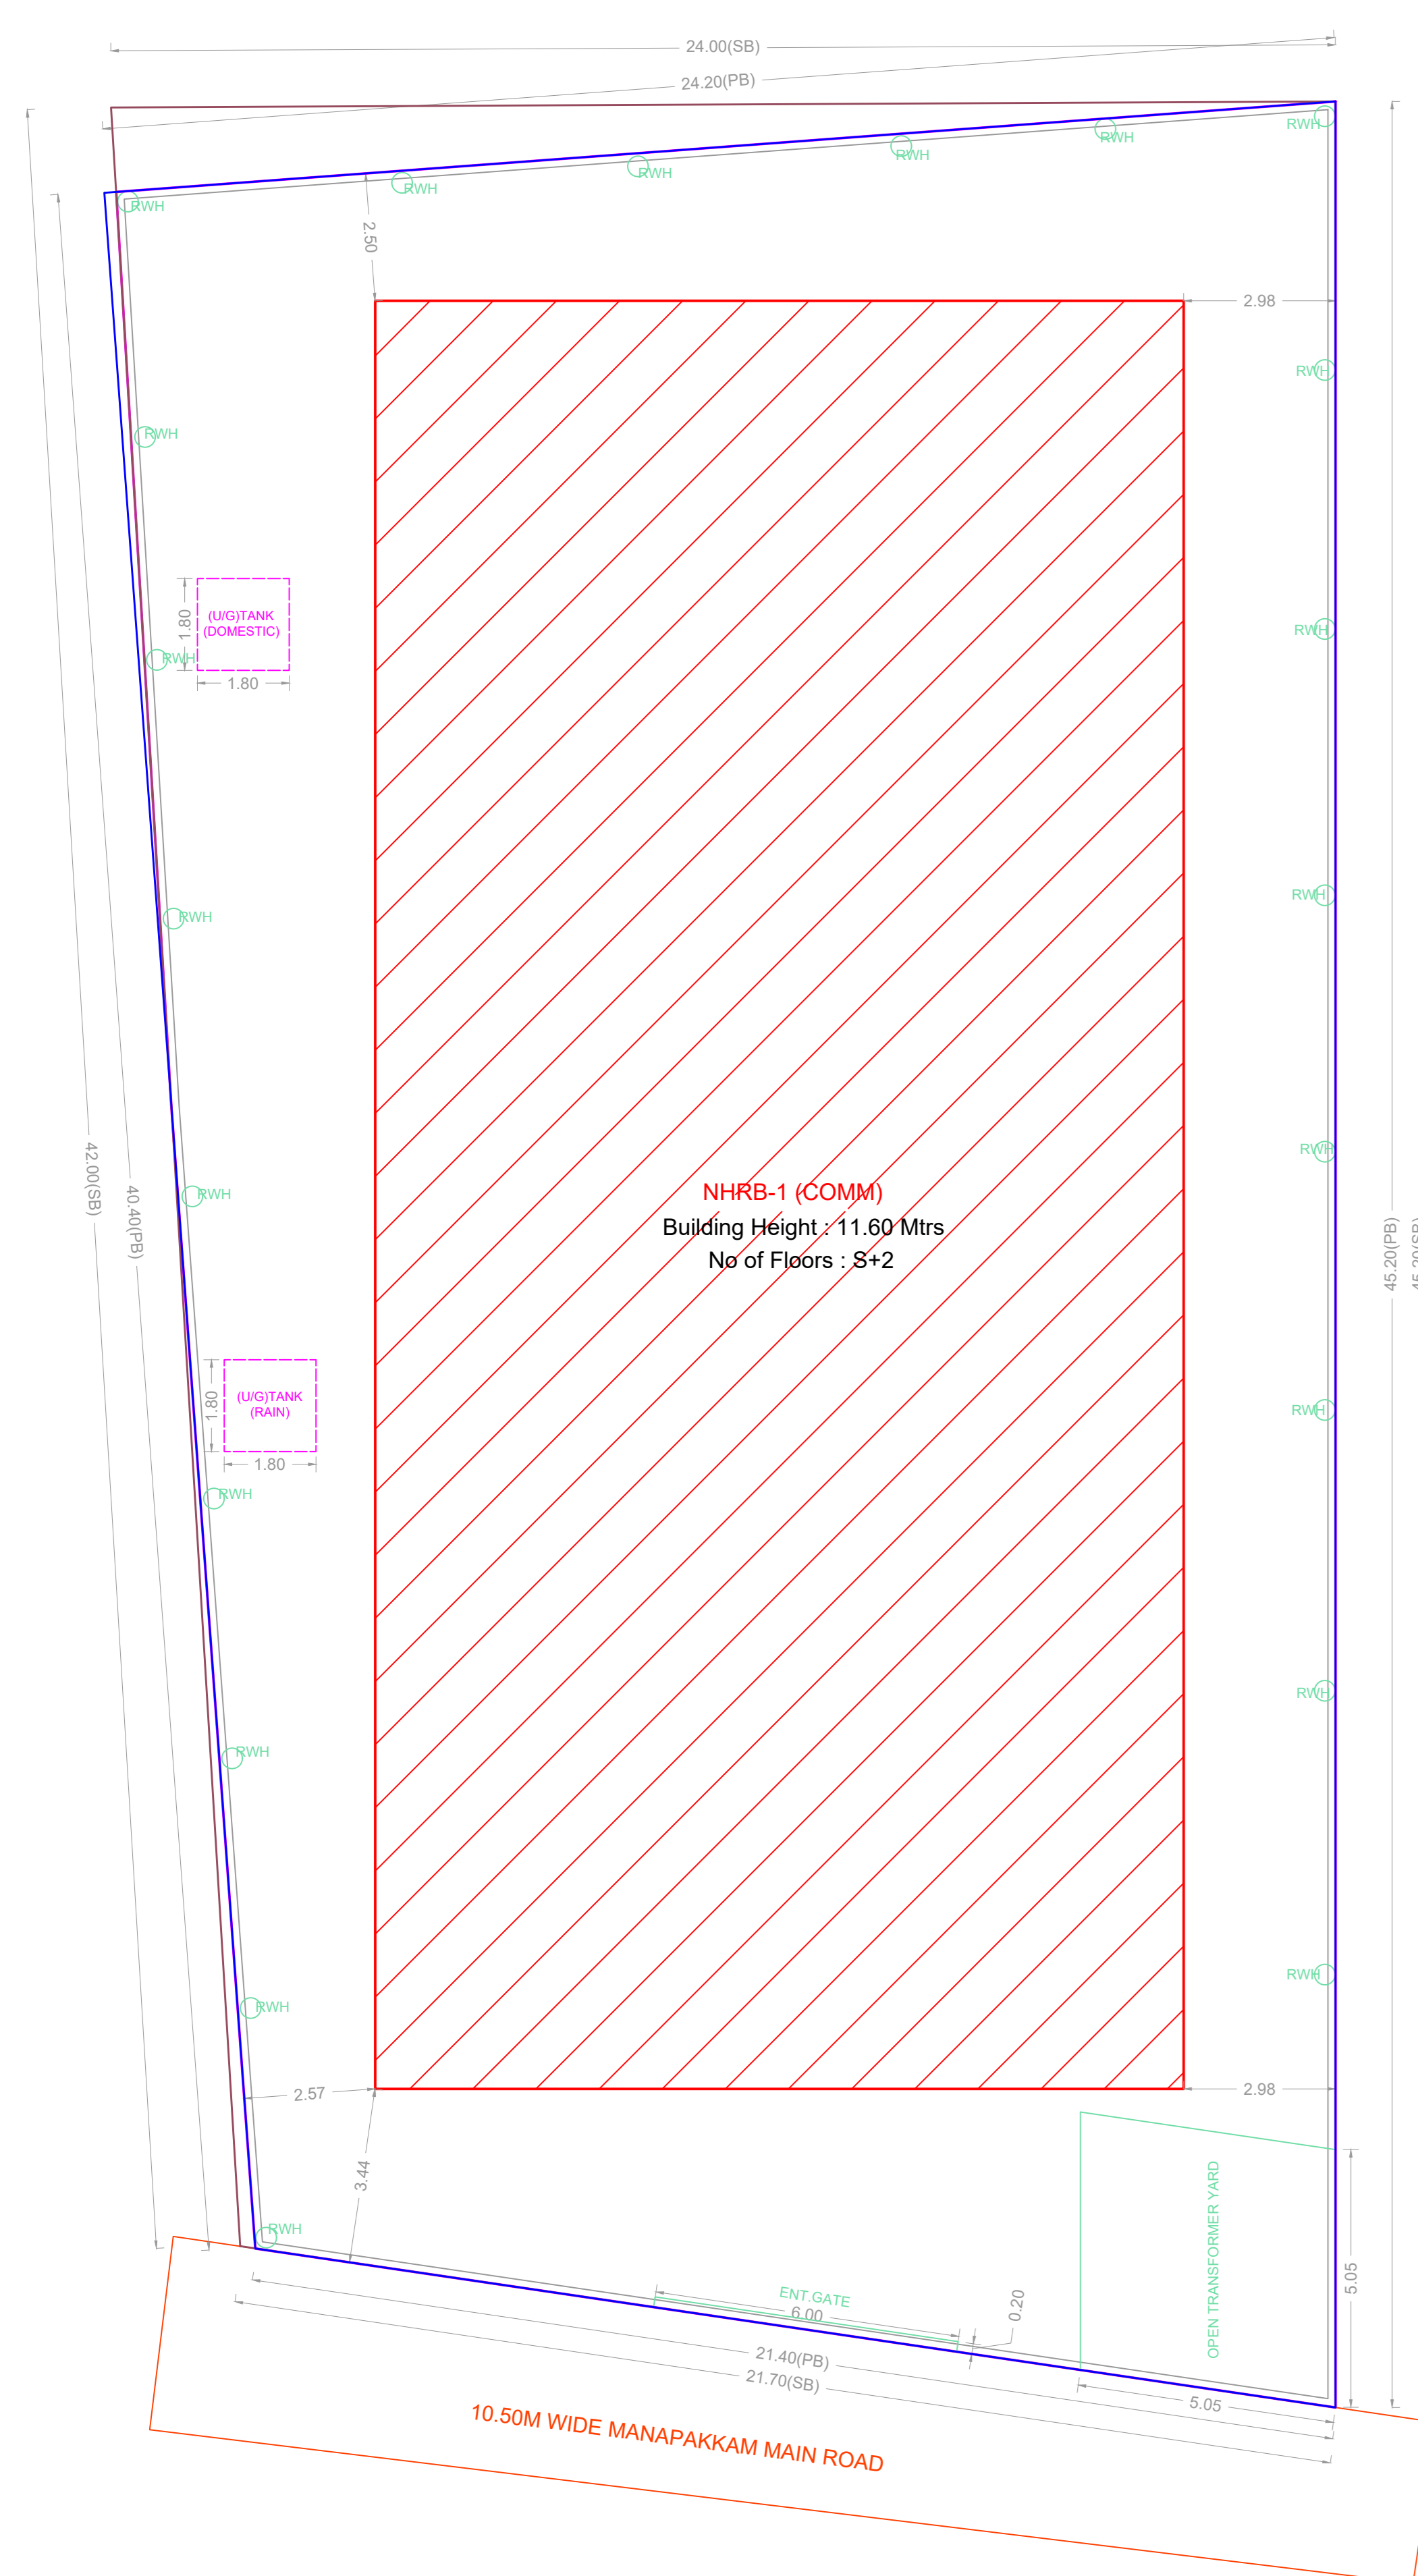 24.00(SB)
24.20(PB)
RWH
RWH
RWH
RWH
RWH
RWH
2.50
2.98
RWH
RWH
(U/G)TANK
(DOMESTIC)
1.80
1.80
RWH
RWH
RWH
RWH
RWH
RWH
42.00(SB)
40.40(PB)
NHRB-1 (COMM)
Building Height : 11.60 Mtrs
No of Floors : S+2
45.20(PB)
45.20(SB)
(U/G)TANK
(RAIN)
1.80
1.80
RWH
RWH
RWH
RWH
RWH
RWH
2.57
2.98
3.44
RWH
OPEN TRANSFORMER YARD
5.05
ENT.GATE
6.00
0.20
21.40(PB)
21.70(SB)
5.05
10.50M WIDE MANAPAKKAM MAIN ROAD